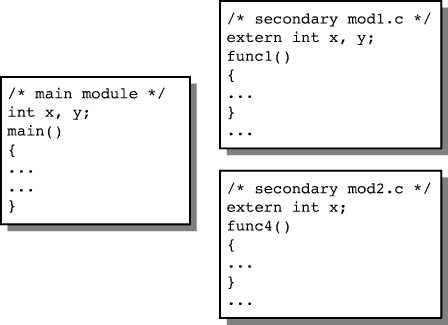 /* main module */
int x, y;
main()
{
...
...
}
/* secondary mod1.c */
extern int x, y;
func1()
{
...
}
...
/* secondary mod2.c */
extern int x;
func4()
{
...
}
...